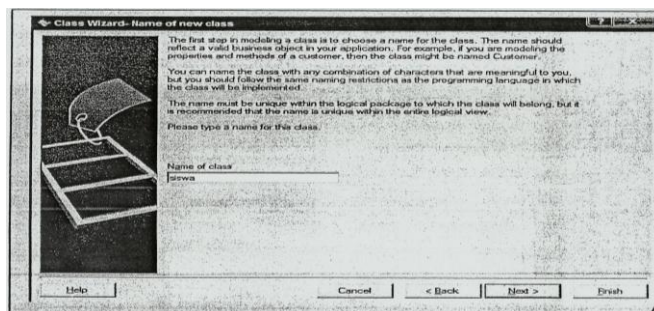 Class Wizard- Name of new class
The first step in modeling a class is to choose a name for the class. The name should
reflect a valid business object in your application. For example, if you are modeling the
properties and methods of a customer, then the class might be named Customer.
You can name the class with any combination of characters that are meaningful to you,
but you should follow the same naming restrictions as the programming language in which
the class will be implemented.
The name must be unique within the logical package to which the class will belong, but it
is recommended that the name is unique within the entire logical view.
Please type a name for this class.
Name of class
siswa
Help Cancel < Back Next > Finish